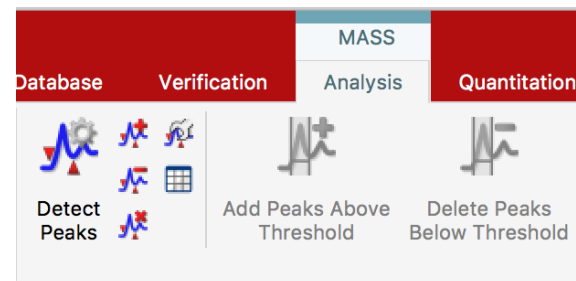 MASS
Database Verification Analysis Quantitation
Detect
Peaks
Add Peaks Above
Threshold
Delete Peaks
Below Threshold